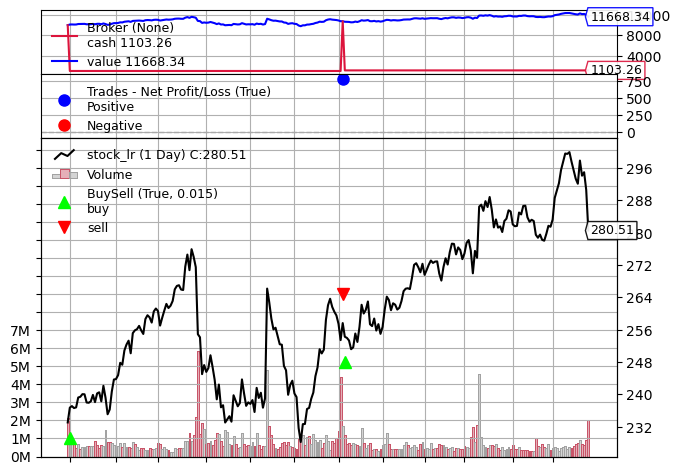 Broker (None)
cash 1103.26
value 11668.34
11668.34
00
8000
4000
1103.26
Trades - Net Profit/Loss (True)
Positive
Negative
750
500
250
0
stock_lr (1 Day) C:280.51
Volume
BuySell (True, 0.015)
buy
sell
296
288
280.51
80
272
264
256
248
240
232
7M
6M
5M
4M
3M
2M
1M
0M